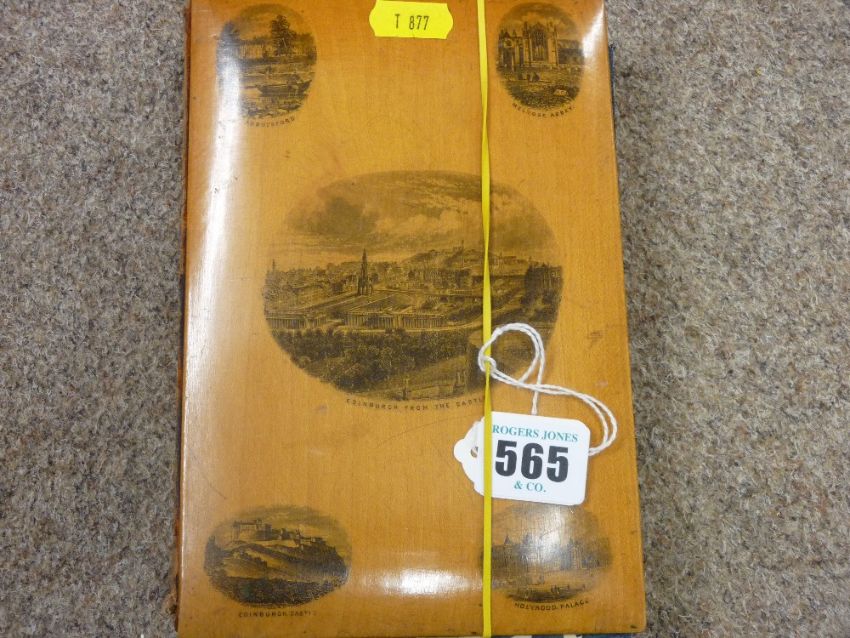 T 877
ABBOTSFORD
MELROSE ABBEY
EDINBURGH FROM THE CASTLE
ROGERS JONES
565
& CO.
EDINBURGH CASTLE
HOLYROOD PALACE